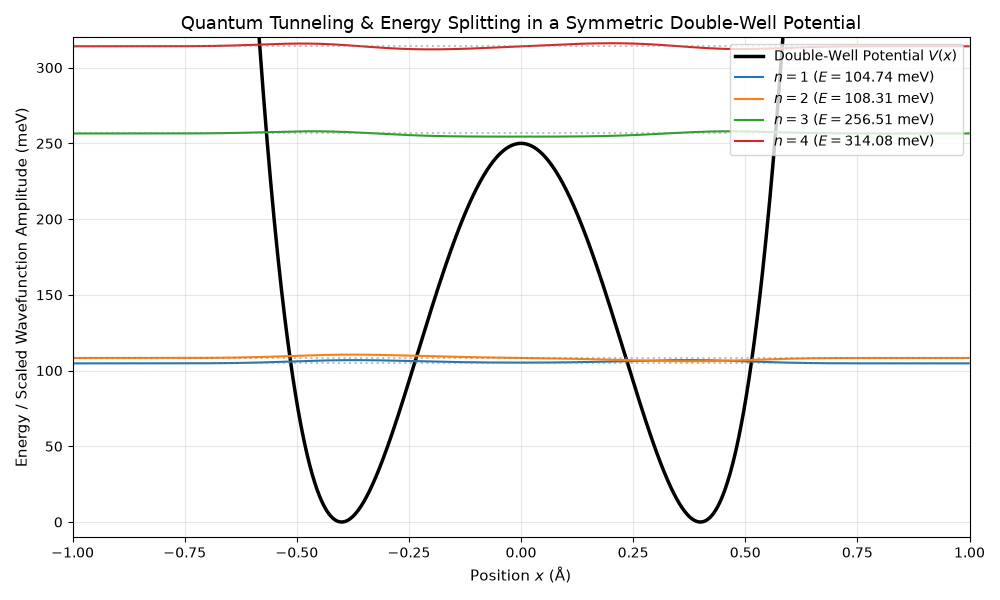 Quantum Tunneling & Energy Splitting in a Symmetric Double-Well Potential
Energy / Scaled Wavefunction Amplitude (meV)
300
250
200
150
100
50
0
Double-Well Potential V(x)
n = 1 (E = 104.74 meV)
n = 2 (E = 108.31 meV)
n = 3 (E = 256.51 meV)
n = 4 (E = 314.08 meV)
−1.00 −0.75 −0.50 −0.25 0.00 0.25 0.50 0.75 1.00
Position x (Å)